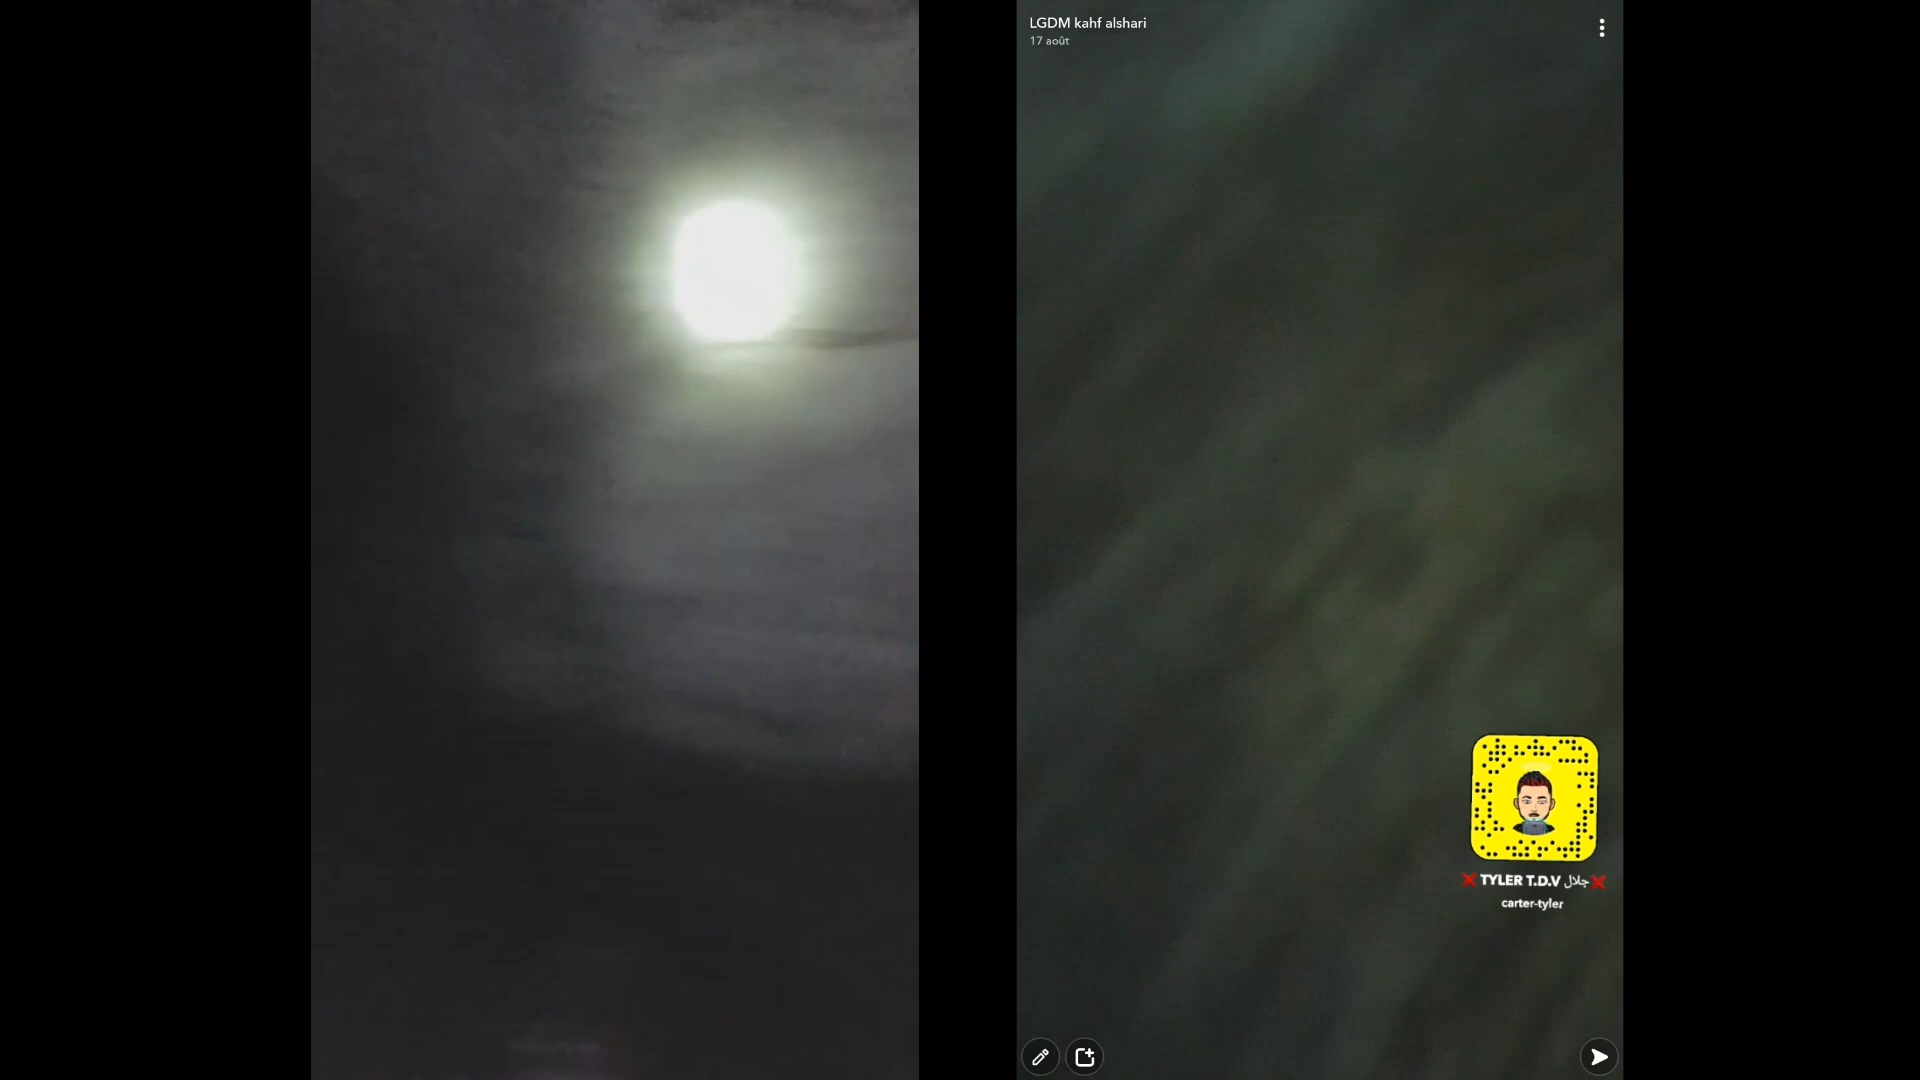 LGDM kahf alshari
17 août
❌ TYLER T.D.V جلال ❌
carter-tyler